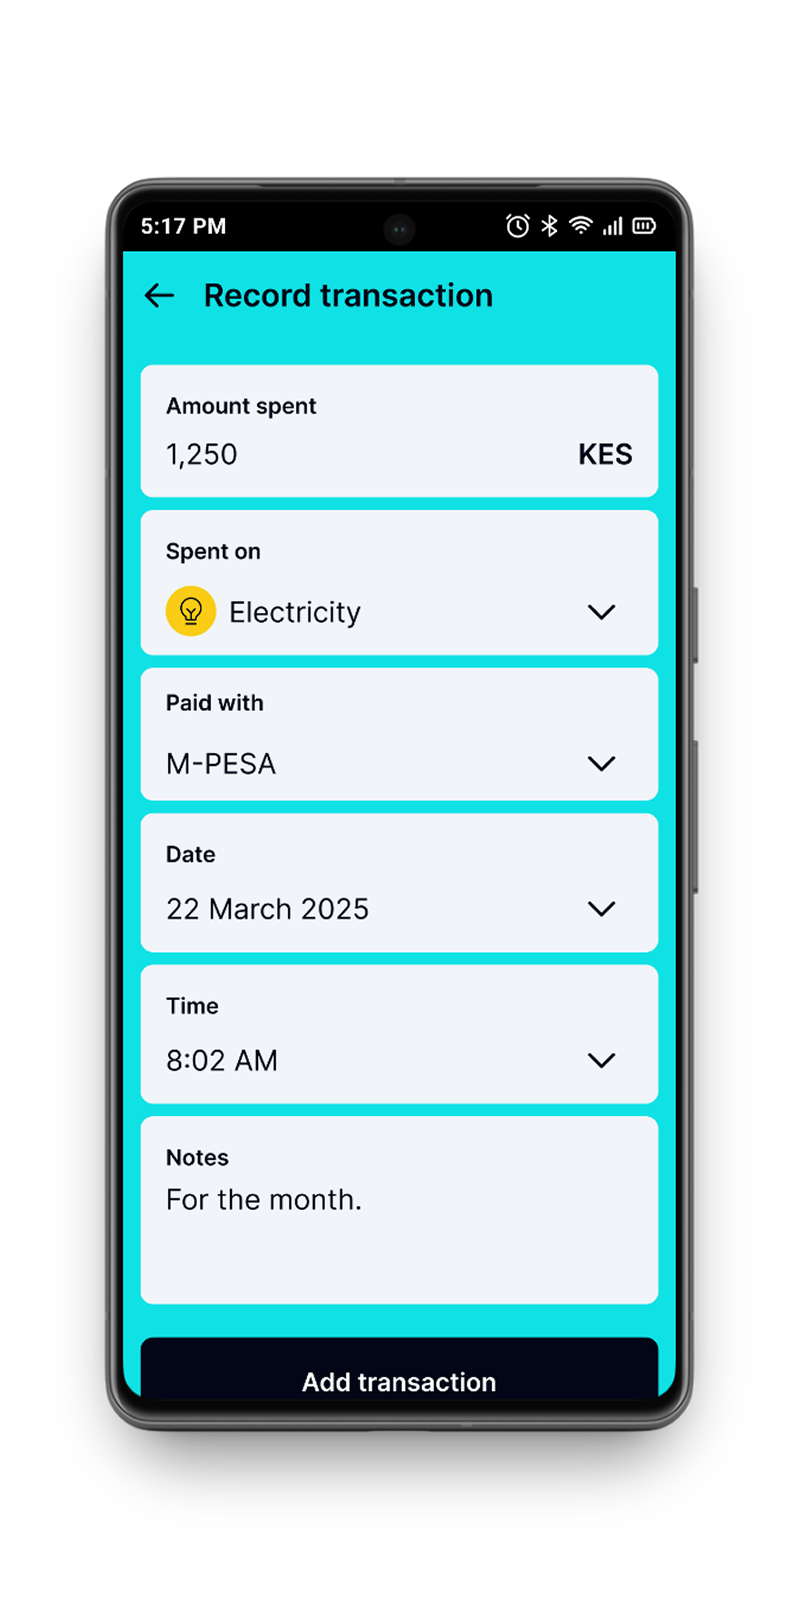 5:17 PM
Record transaction
Amount spent
1,250 KES
Spent on
Electricity
Paid with
M-PESA
Date
22 March 2025
Time
8:02 AM
Notes
For the month.
Add transaction